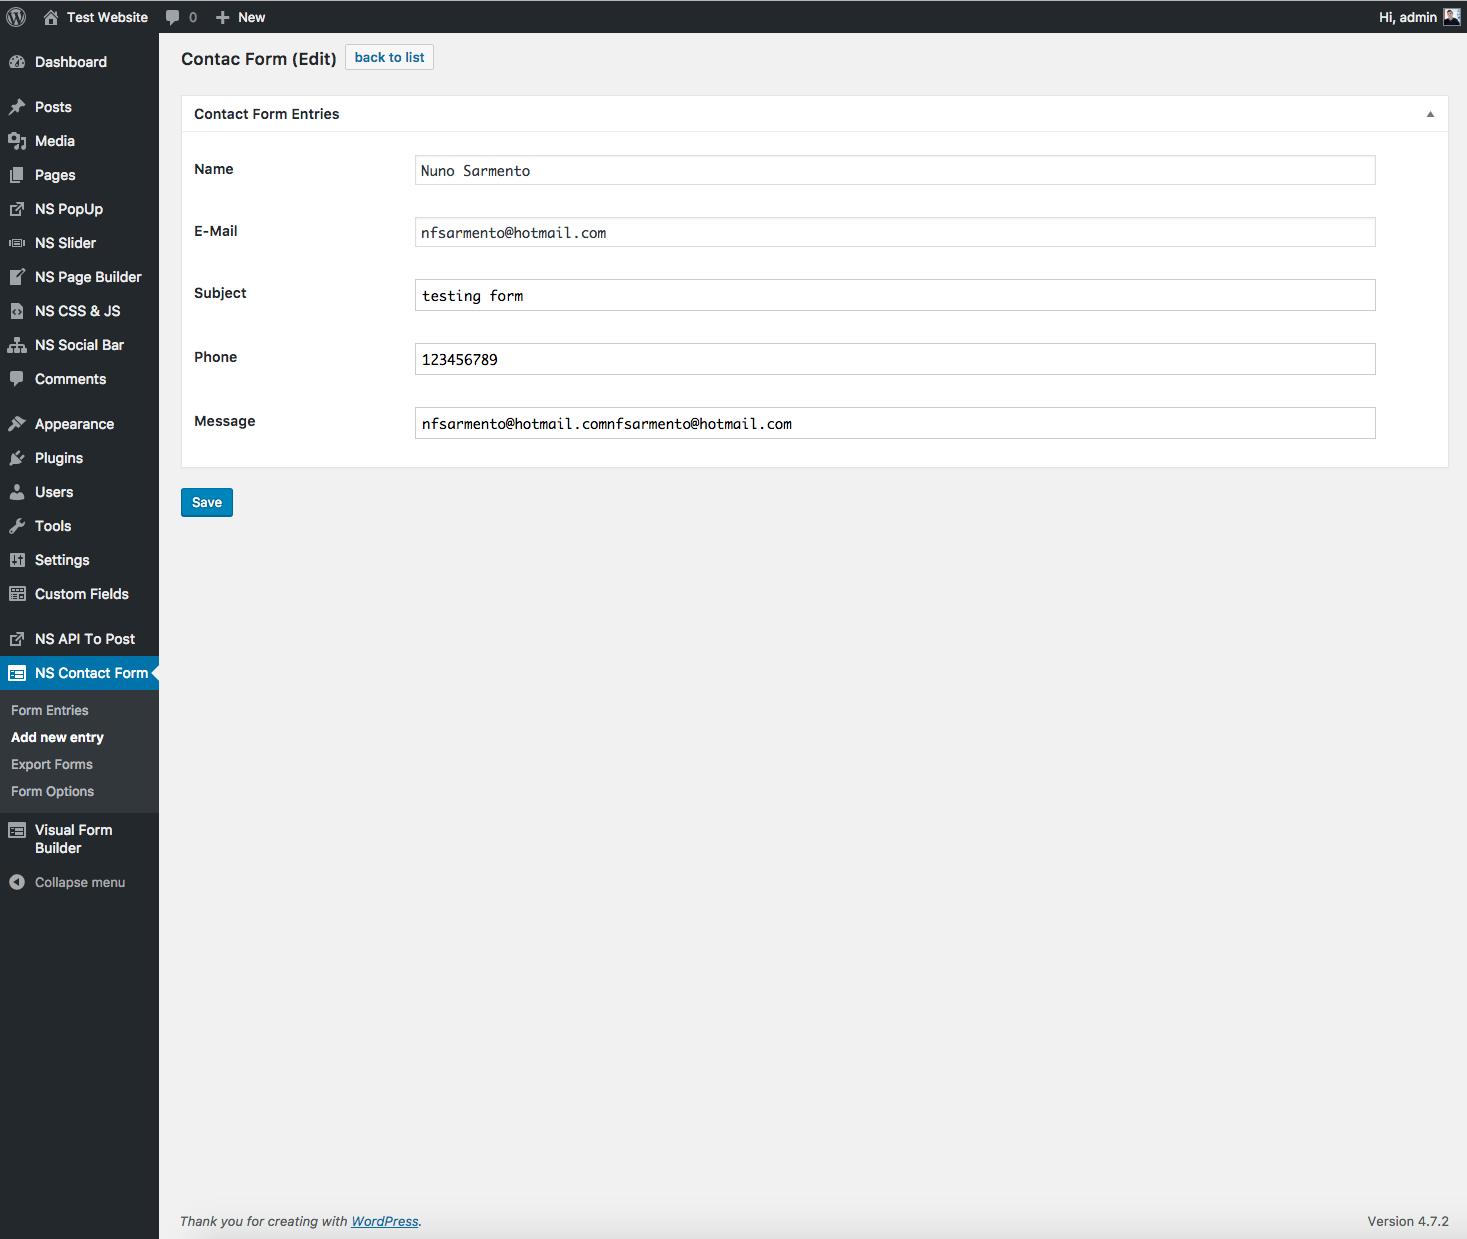 Test Website 0 New Hi, admin
Dashboard
Posts
Media
Pages
NS PopUp
NS Slider
NS Page Builder
NS CSS & JS
NS Social Bar
Comments
Appearance
Plugins
Users
Tools
Settings
Custom Fields
NS API To Post
NS Contact Form
Form Entries
Add new entry
Export Forms
Form Options
Visual Form
Builder
Collapse menu
Contac Form (Edit) back to list
Contact Form Entries
Name Nuno Sarmento
E-Mail nfsarmento@hotmail.com
Subject testing form
Phone 123456789
Message nfsarmento@hotmail.comnfsarmento@hotmail.com
Save
Thank you for creating with WordPress. Version 4.7.2